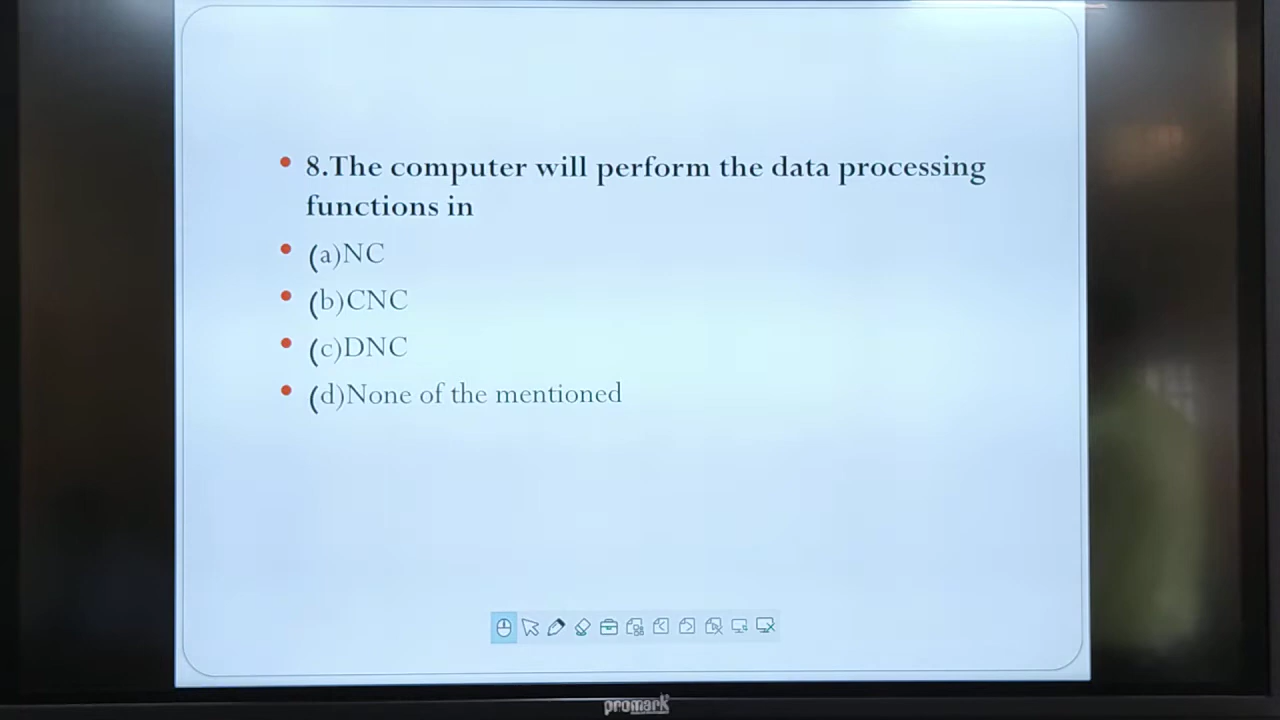 8.The computer will perform the data processing
functions in
(a)NC
(b)CNC
(c)DNC
(d)None of the mentioned
promark